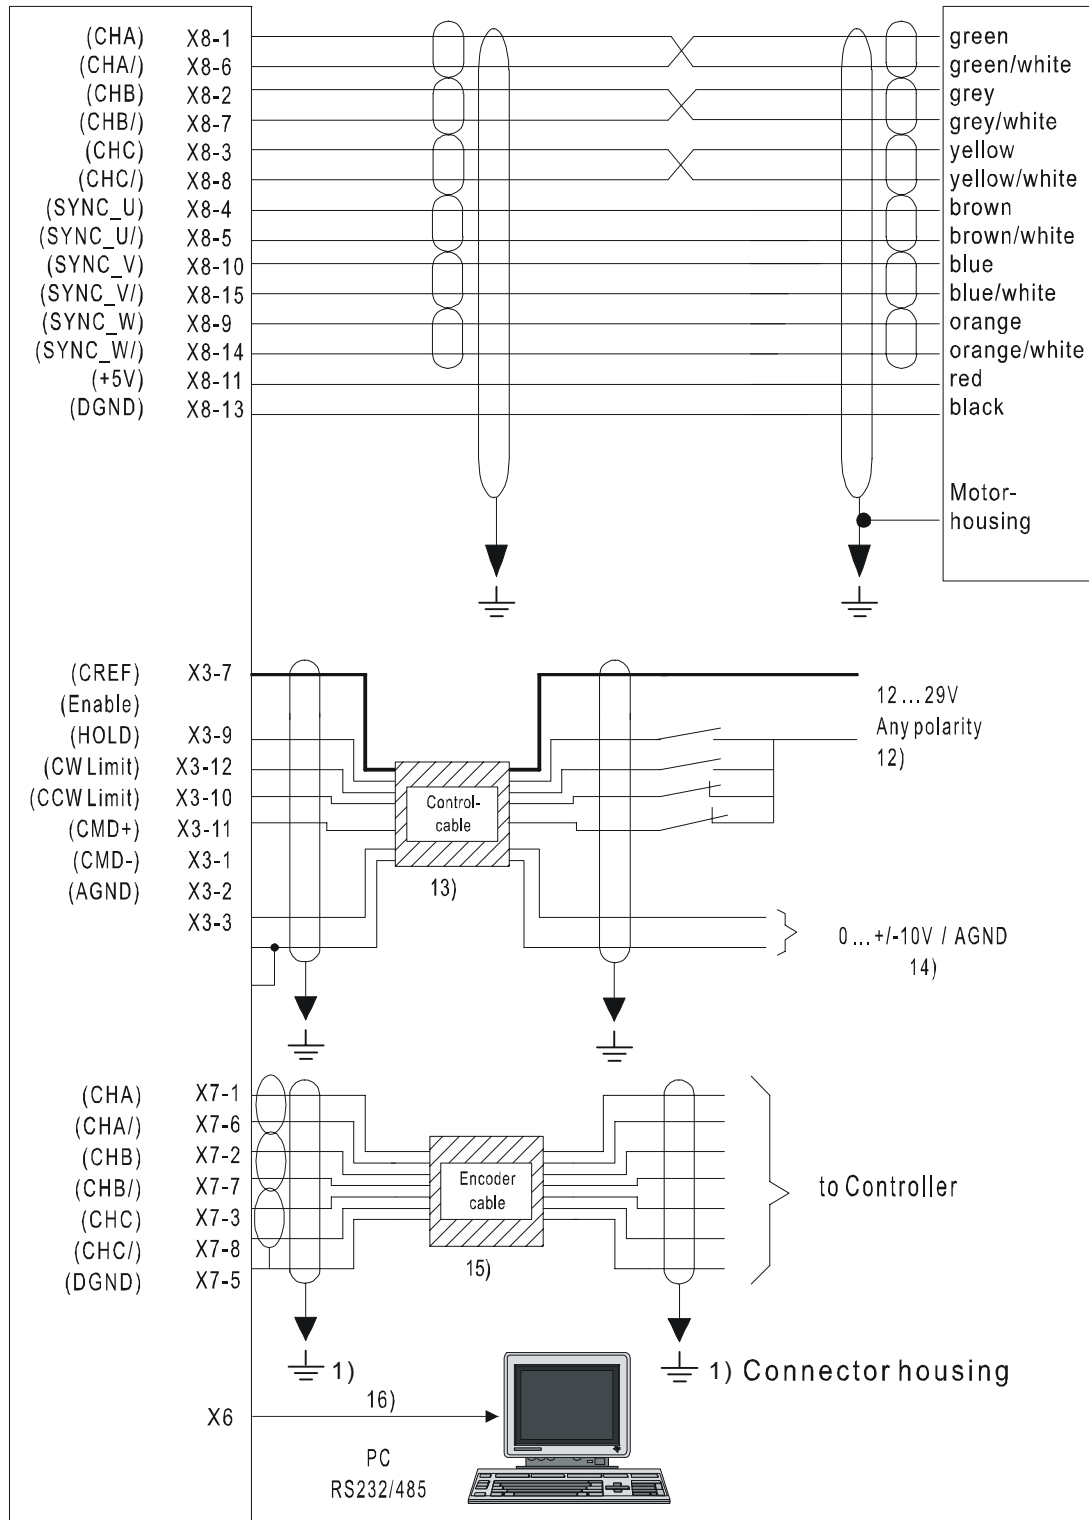 (CHA) X8-1 green
(CHA/) X8-6 green/white
(CHB) X8-2 grey
(CHB/) X8-7 grey/white
(CHC) X8-3 yellow
(CHC/) X8-8 yellow/white
(SYNC_U) X8-4 brown
(SYNC_U/) X8-5 brown/white
(SYNC_V) X8-10 blue
(SYNC_V/) X8-15 blue/white
(SYNC_W) X8-9 orange
(SYNC_W/) X8-14 orange/white
(+5V) X8-11 red
(DGND) X8-13 black
Motor-
housing
(CREF) X3-7
(Enable)
(HOLD) X3-9
(CW Limit) X3-12
(CCW Limit) X3-10
(CMD+) X3-11
(CMD-) X3-1
(AGND) X3-2
X3-3
Control-
cable
13)
12...29V
Any polarity
12)
0...+/-10V / AGND
14)
(CHA) X7-1
(CHA/) X7-6
(CHB) X7-2
(CHB/) X7-7
(CHC) X7-3
(CHC/) X7-8
(DGND) X7-5
Encoder
cable
15)
to Controller
1)
1) Connector housing
X6
16)
PC
RS232/485